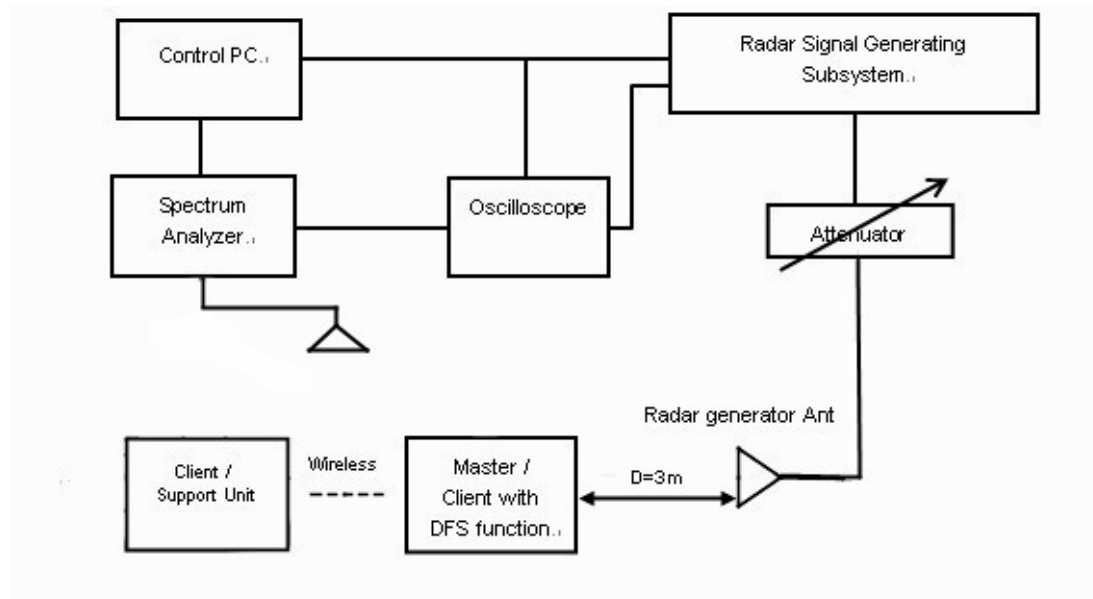 Control PC.
Radar Signal Generating
Subsystem.
Spectrum
Analyzer..
Oscilloscope
Attenuator
Radar generator Ant
Client /
Support Unit
Wireless
Master /
Client with
DFS function..
D=3m